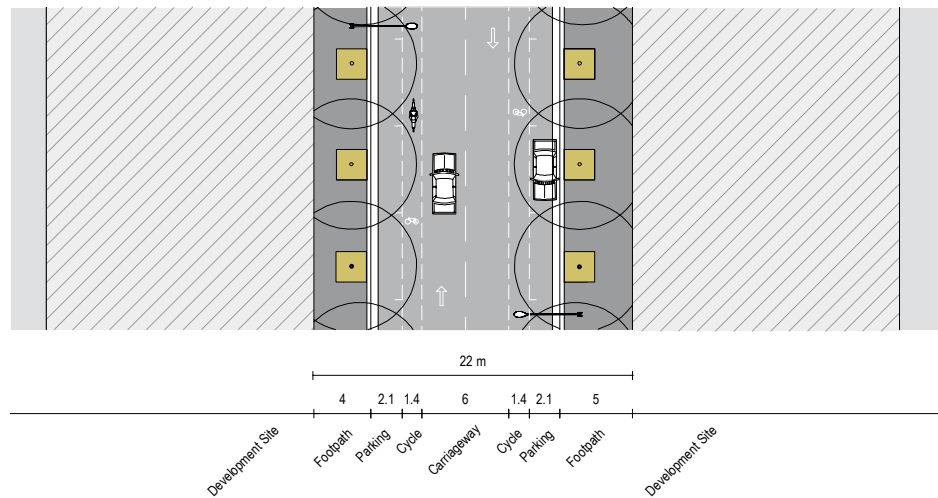 22 m
4 2.1 1.4 6 1.4 2.1 5
Development Site Footpath Parking Cycle Carriageway Cycle Parking Footpath Development Site